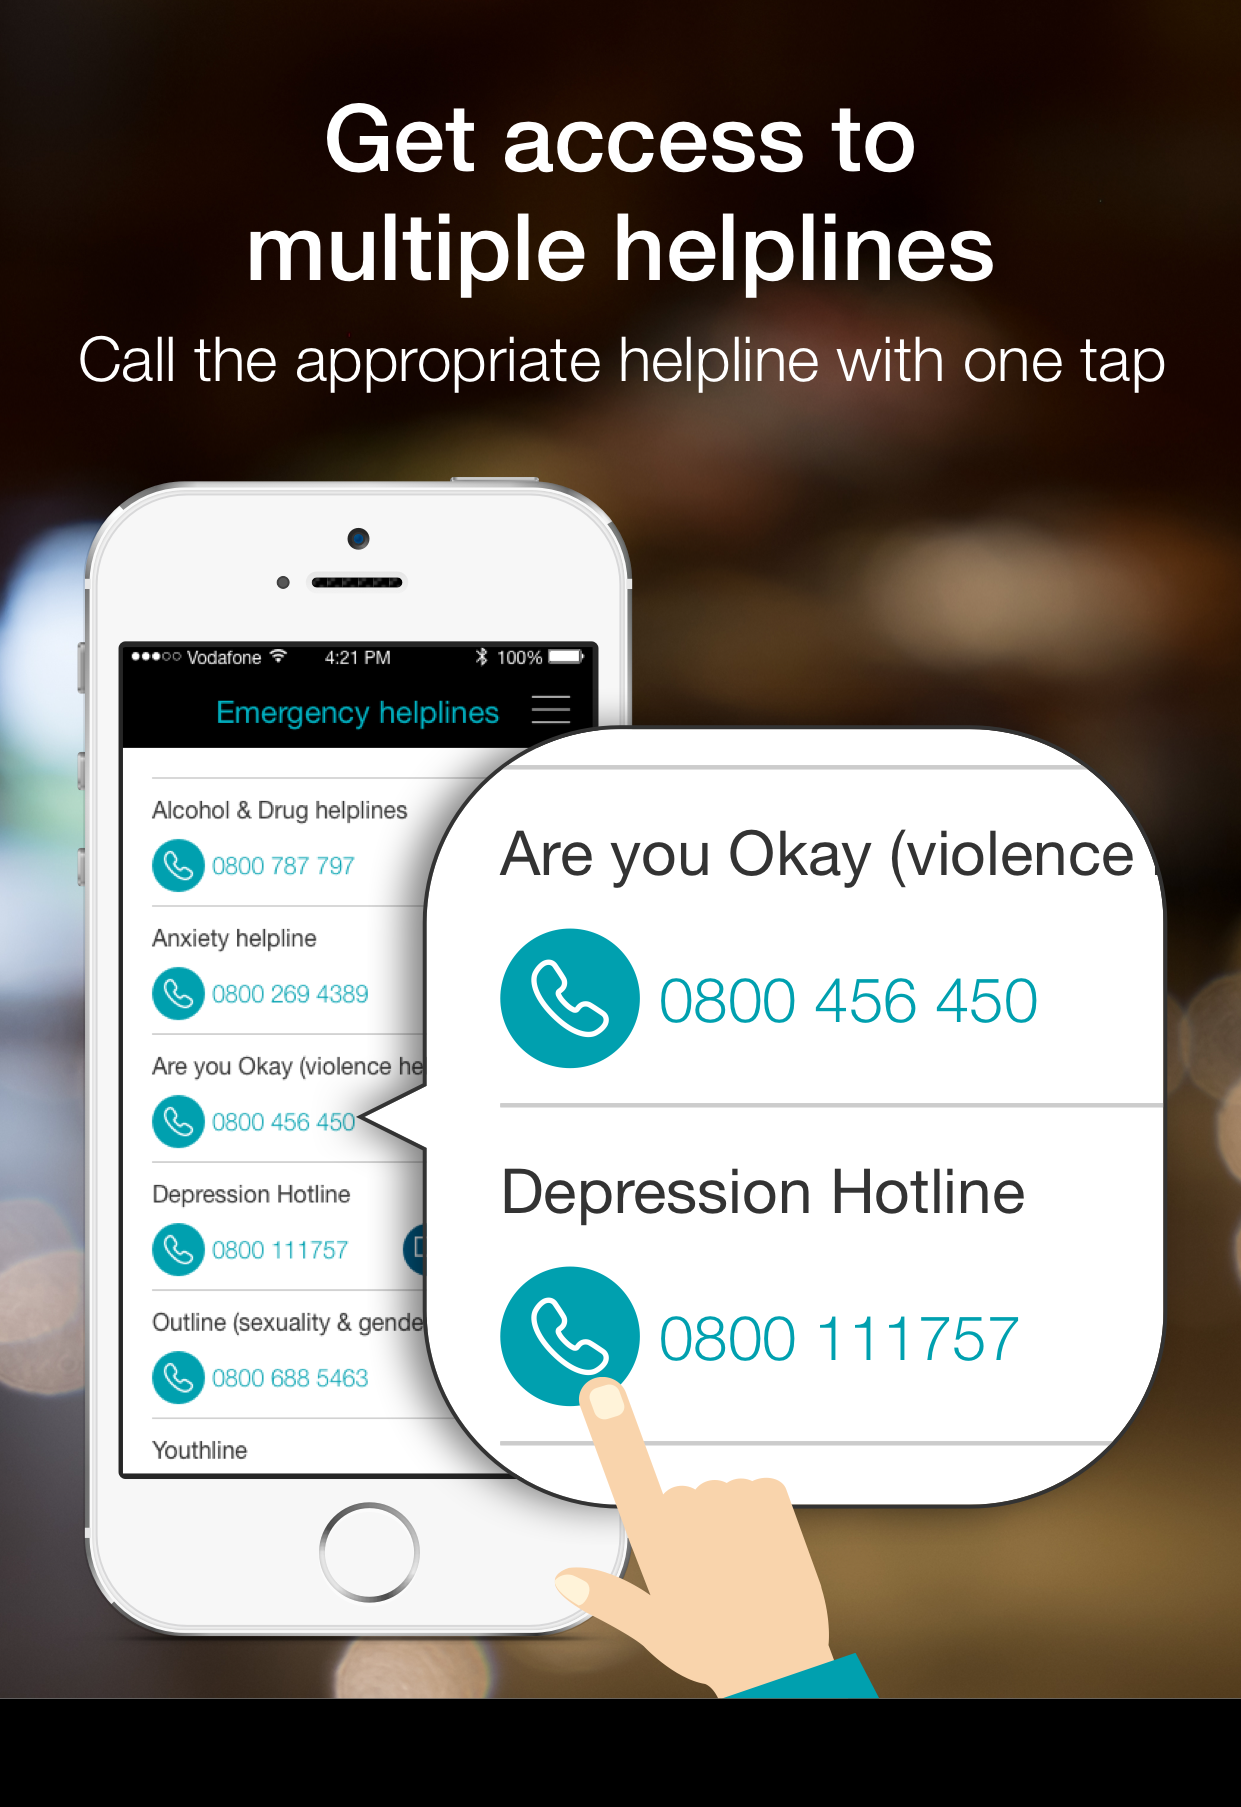 Get access to
multiple helplines
Call the appropriate helpline with one tap
Vodafone 4:21 PM 100%
Emergency helplines
Alcohol & Drug helplines
0800 787 797
Anxiety helpline
0800 269 4389
Are you Okay (violence he
0800 456 450
Depression Hotline
0800 111757
Outline (sexuality & gende
0800 688 5463
Youthline
Are you Okay (violence
0800 456 450
Depression Hotline
0800 111757